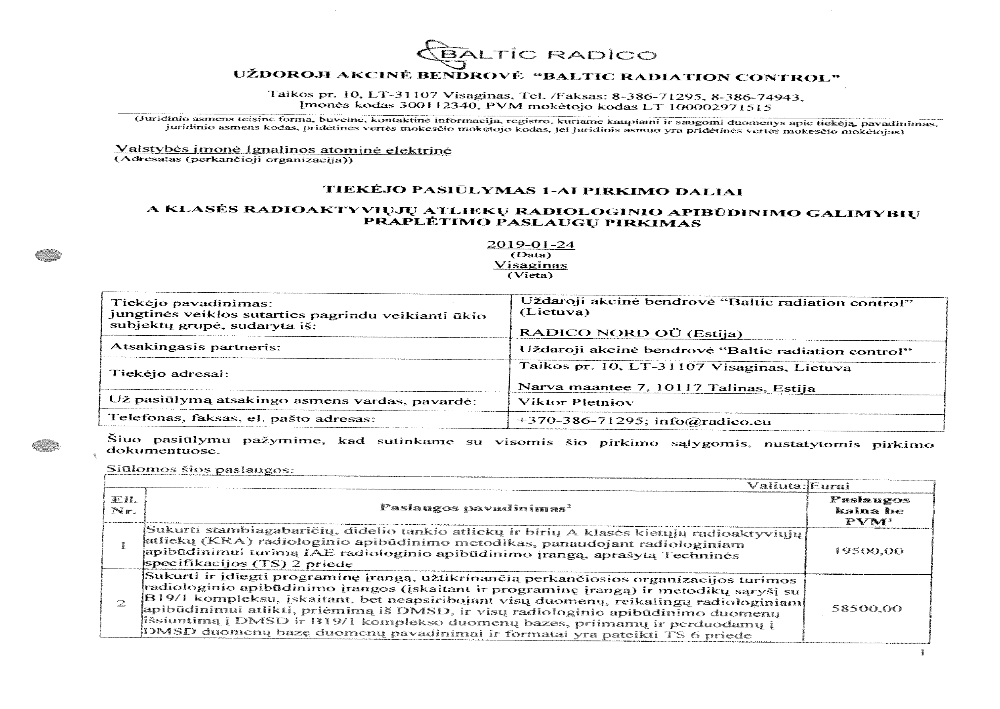 BALTiC RADiCO
UŽDOROJI AKCINĖ BENDROVĖ “BALTIC RADIATION CONTROL”
Taikos pr. 10, LT-31107 Visaginas, Tel. /Faksas: 8-386-71295, 8-386-74943,
Įmonės kodas 300112340, PVM mokėtojo kodas LT 100002971515
(Juridinio asmens teisinė forma, buveinė, kontaktinė informacija, registro, kuriame kaupiami ir saugomi duomenys apie tiekėją, pavadinimas,
juridinio asmens kodas, pridėtinės vertės mokesčio mokėtojo kodas, jei juridinis asmuo yra pridėtinės vertės mokesčio mokėtojas)
Valstybės įmonė Ignalinos atominė elektrinė
(Adresatas (perkančioji organizacija))
TIEKĖJO PASIŪLYMAS 1-AI PIRKIMO DALIAI
A KLASĖS RADIOAKTYVIŲJŲ ATLIEKŲ RADIOLOGINIO APIBŪDINIMO GALIMYBIŲ
PRAPLĖTIMO PASLAUGŲ PIRKIMAS
2019-01-24
(Data)
Visaginas
(Vieta)
Tiekėjo pavadinimas:
jungtinės veiklos sutarties pagrindu veikianti ūkio
subjektų grupė, sudaryta iš:
Uždaroji akcinė bendrovė “Baltic radiation control”
(Lietuva)
RADICO NORD OÜ (Estija)
Atsakingasis partneris:
Uždaroji akcinė bendrovė “Baltic radiation control”
Tiekėjo adresai:
Taikos pr. 10, LT-31107 Visaginas, Lietuva
Narva maantee 7, 10117 Talinas, Estija
Už pasiūlymą atsakingo asmens vardas, pavardė:
Viktor Pletniov
Telefonas, faksas, el. pašto adresas:
+370-386-71295; info@radico.eu
Šiuo pasiūlymu pažymime, kad sutinkame su visomis šio pirkimo sąlygomis, nustatytomis pirkimo
dokumentuose.
Siūlomos šios paslaugos:
Valiuta: Eurai
Eil.
Nr.
Paslaugos pavadinimas²
Paslaugos
kaina be
PVM¹
1
Sukurti stambiagabaričių, didelio tankio atliekų ir birių A klasės kietųjų radioaktyviųjų
atliekų (KRA) radiologinio apibūdinimo metodikas, panaudojant radiologiniam
apibūdinimui turimą IAE radiologinio apibūdinimo įrangą, aprašytą Techninės
specifikacijos (TS) 2 priede
19500,00
2
Sukurti ir įdiegti programinę įrangą, užtikrinančią perkančiosios organizacijos turimos
radiologinio apibūdinimo įrangos (įskaitant ir programinę įrangą) ir metodikų sąryšį su
B19/1 kompleksu, įskaitant, bet neapsiribojant visų duomenų, reikalingų radiologiniam
apibūdinimui atlikti, priėmimą iš DMSD, ir visų radiologinio apibūdinimo duomenų
išsiuntimą į DMSD ir B19/1 komplekso duomenų bazes, priimamų ir perduodamų į
DMSD duomenų bazę duomenų pavadinimai ir formatai yra pateikti TS 6 priede
58500,00
1